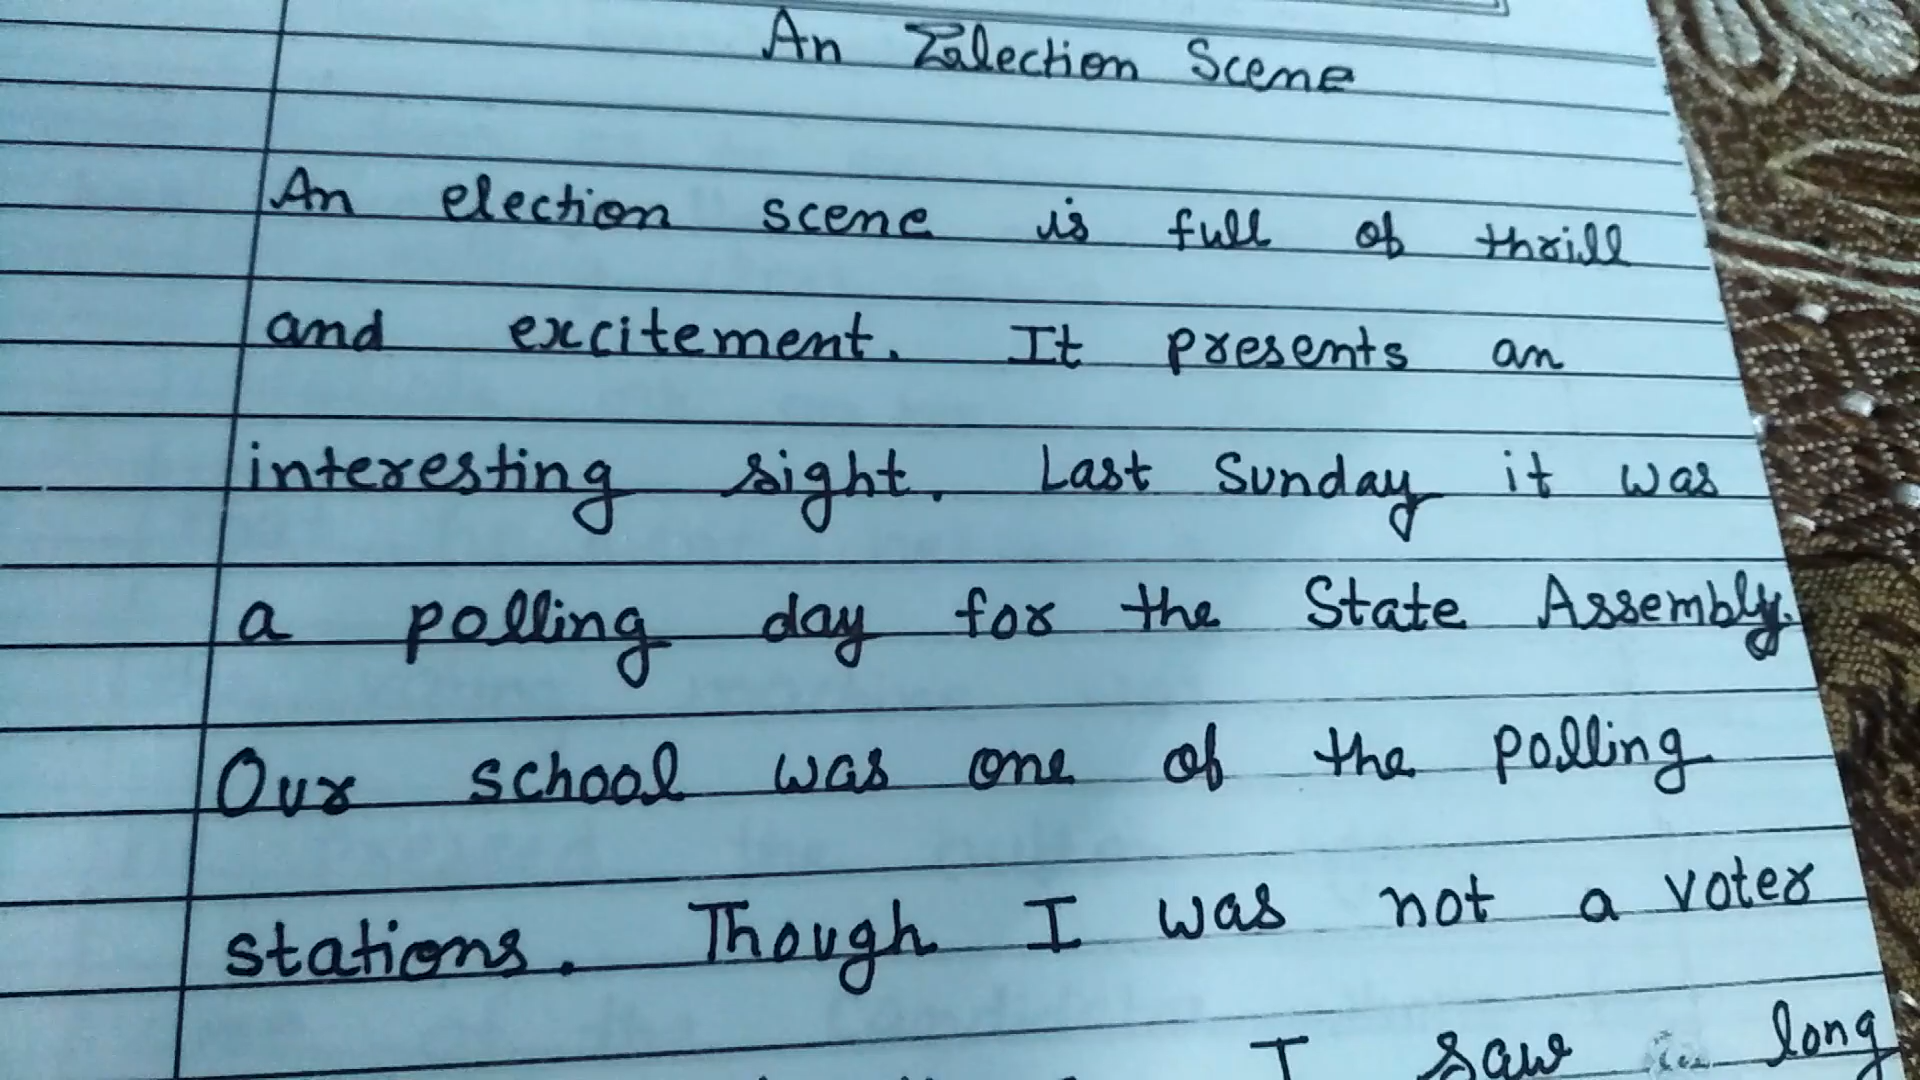 An Election Scene
An election scene is full of thrill
and excitement. It presents an
interesting sight. Last Sunday it was
a polling day for the State Assembly.
Our school was one of the polling
stations. Though I was not a voter
I saw long